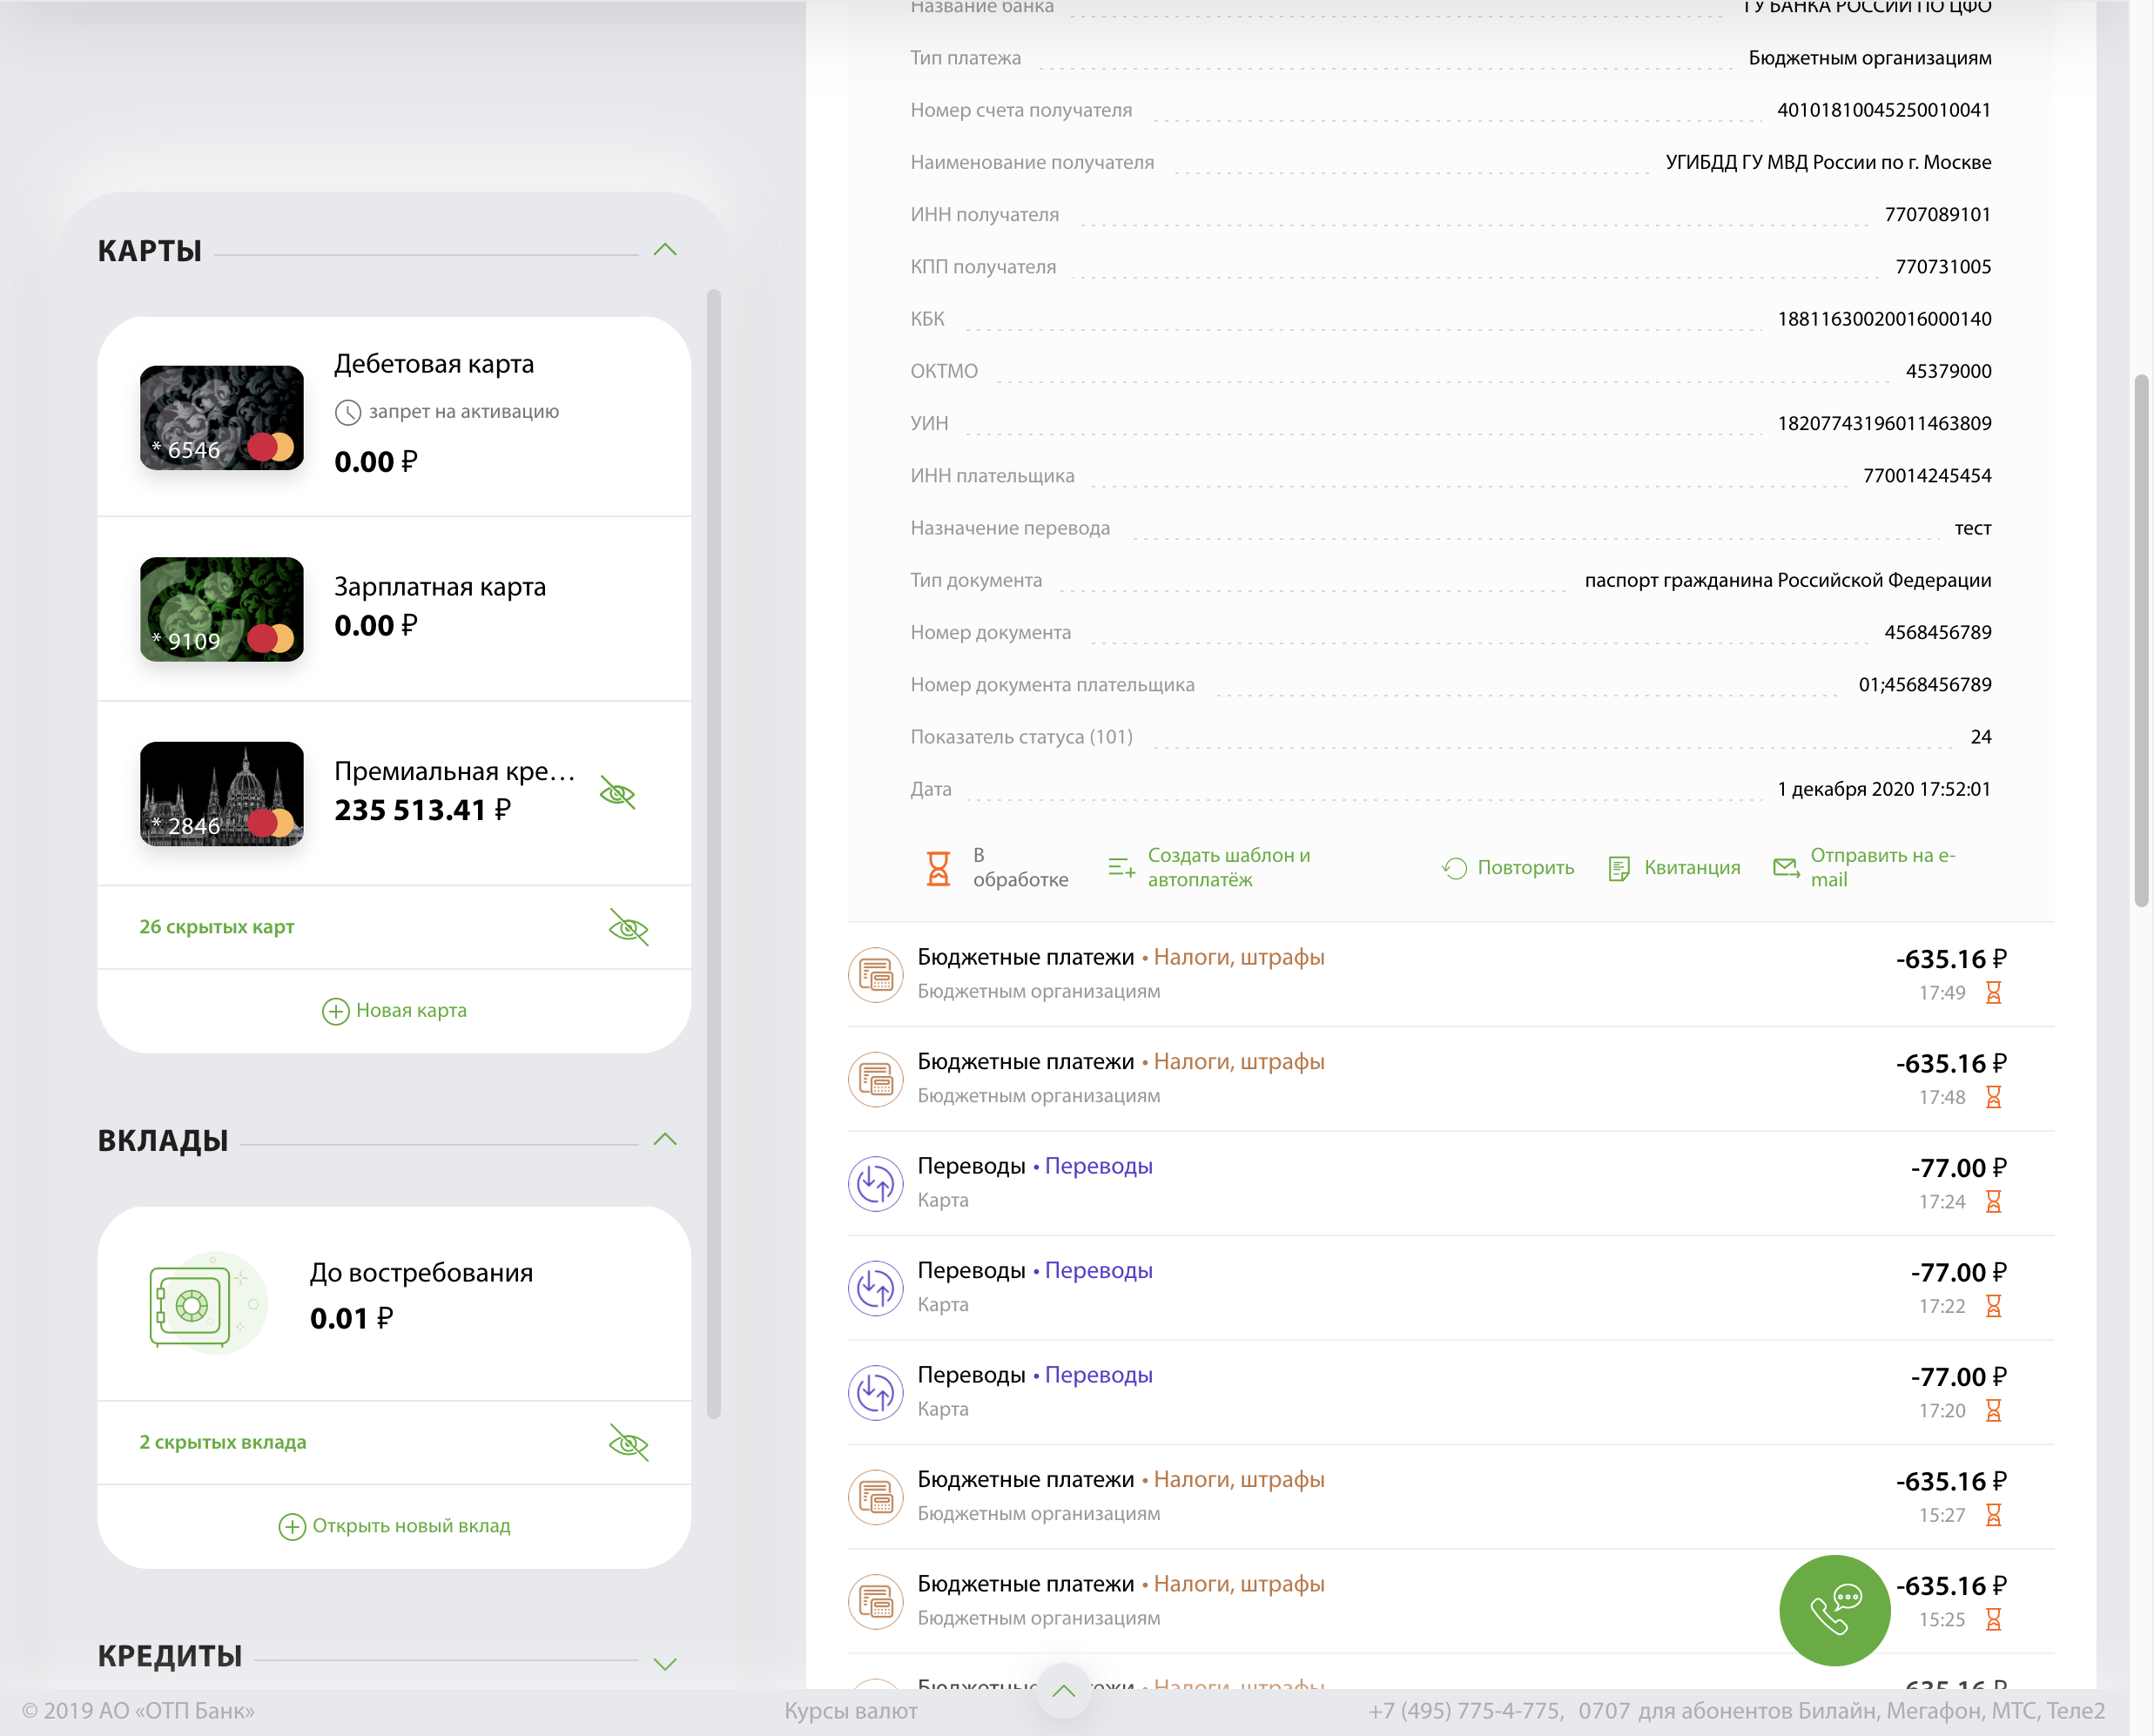 КАРТЫ
* 6546
Дебетовая карта
запрет на активацию
0.00 ₽
* 9109
Зарплатная карта
0.00 ₽
* 2846
Премиальная кре…
235 513.41 ₽
26 скрытых карт
Новая карта
ВКЛАДЫ
До востребования
0.01 ₽
2 скрытых вклада
Открыть новый вклад
КРЕДИТЫ
Название банка ГУ БАНКА РОССИИ ПО ЦФО
Тип платежа Бюджетным организациям
Номер счета получателя 40101810045250010041
Наименование получателя УГИБДД ГУ МВД России по г. Москве
ИНН получателя 7707089101
КПП получателя 770731005
КБК 18811630020016000140
ОКТМО 45379000
УИН 18207743196011463809
ИНН плательщика 770014245454
Назначение перевода тест
Тип документа паспорт гражданина Российской Федерации
Номер документа 4568456789
Номер документа плательщика 01;4568456789
Показатель статуса (101) 24
Дата 1 декабря 2020 17:52:01
В
обработке
Создать шаблон и
автоплатёж
Повторить
Квитанция
Отправить на e-
mail
Бюджетные платежи • Налоги, штрафы -635.16 ₽
Бюджетным организациям 17:49
Бюджетные платежи • Налоги, штрафы -635.16 ₽
Бюджетным организациям 17:48
Переводы • Переводы -77.00 ₽
Карта 17:24
Переводы • Переводы -77.00 ₽
Карта 17:22
Переводы • Переводы -77.00 ₽
Карта 17:20
Бюджетные платежи • Налоги, штрафы -635.16 ₽
Бюджетным организациям 15:27
Бюджетные платежи • Налоги, штрафы -635.16 ₽
Бюджетным организациям 15:25
• Налоги, штрафы -635.16 ₽
© 2019 АО «ОТП Банк» Курсы валют +7 (495) 775-4-775, 0707 для абонентов Билайн, Мегафон, МТС, Теле2